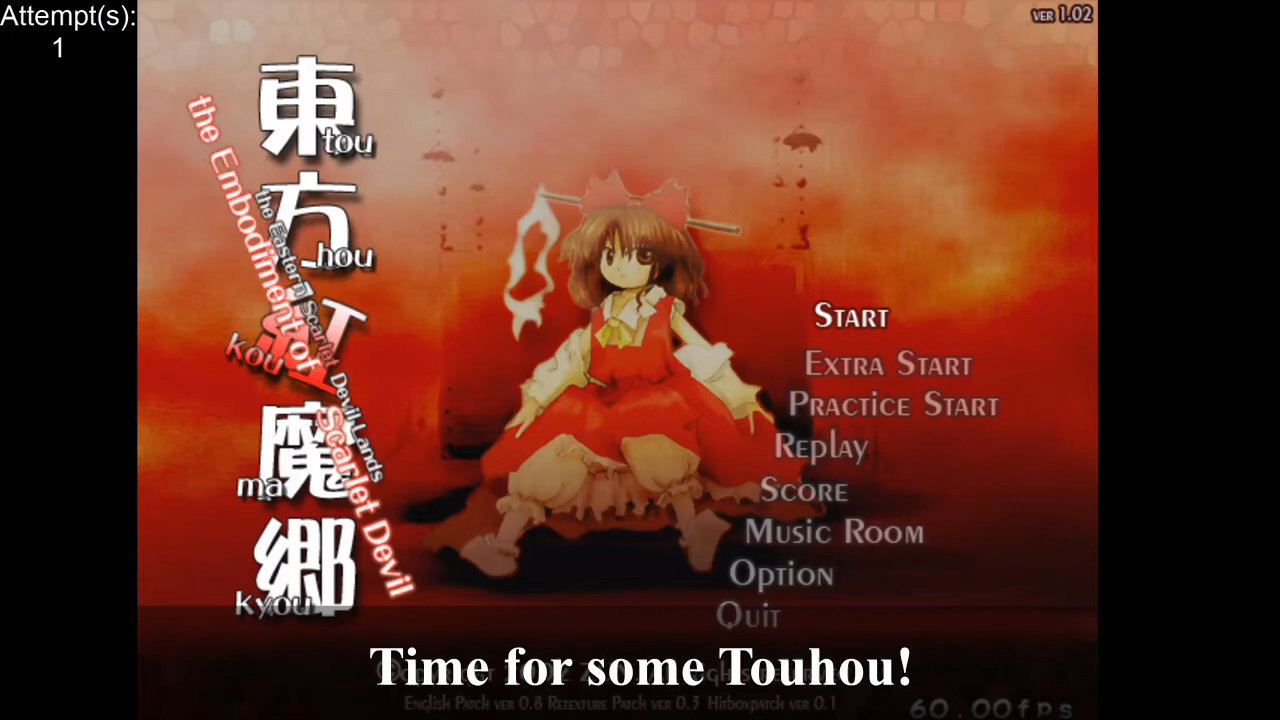 Attempt(s):
1
VER 1.02
東
tou
方
hou
紅
kou
魔
ma
郷
kyou
the Embodiment of
Scarlet Devil
the Eastern Scarlet Devil Lands
Start
Extra Start
Practice Start
Replay
Score
Music Room
Option
Quit
Time for some Touhou!
English Patch ver 0.8 Retexture Patch ver 0.3 Hitboxpatch ver 0.1
60.00fps